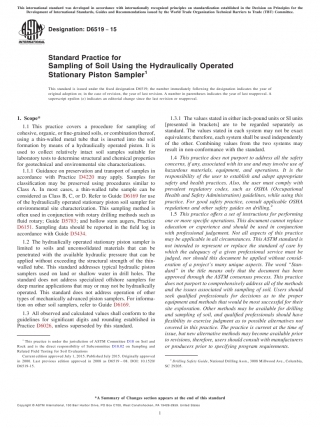 This international standard was developed in accordance with internationally recognized principles on standardization established in the Decision on Principles for the
Development of International Standards, Guides and Recommendations issued by the World Trade Organization Technical Barriers to Trade (TBT) Committee.
Designation: D6519 − 15
Standard Practice for
Sampling of Soil Using the Hydraulically Operated
Stationary Piston Sampler¹
This standard is issued under the fixed designation D6519; the number immediately following the designation indicates the year of
original adoption or, in the case of revision, the year of last revision. A number in parentheses indicates the year of last reapproval. A
superscript epsilon (ε) indicates an editorial change since the last revision or reapproval.
1. Scope*
1.1 This practice covers a procedure for sampling of
cohesive, organic, or fine-grained soils, or combination thereof,
using a thin-walled metal tube that is inserted into the soil
formation by means of a hydraulically operated piston. It is
used to collect relatively intact soil samples suitable for
laboratory tests to determine structural and chemical properties
for geotechnical and environmental site characterizations.
1.1.1 Guidance on preservation and transport of samples in
accordance with Practice D4220 may apply. Samples for
classification may be preserved using procedures similar to
Class A. In most cases, a thin-walled tube sample can be
considered as Class B, C, or D. Refer to Guide D6169 for use
of the hydraulically operated stationary piston soil sampler for
environmental site characterization. This sampling method is
often used in conjunction with rotary drilling methods such as
fluid rotary; Guide D5783; and hollow stem augers, Practice
D6151. Sampling data should be reported in the field log in
accordance with Guide D5434.
1.2 The hydraulically operated stationary piston sampler is
limited to soils and unconsolidated materials that can be
penetrated with the available hydraulic pressure that can be
applied without exceeding the structural strength of the thin-
walled tube. This standard addresses typical hydraulic piston
samplers used on land or shallow water in drill holes. The
standard does not address specialized offshore samplers for
deep marine applications that may or may not be hydraulically
operated. This standard does not address operation of other
types of mechanically advanced piston samplers. For informa-
tion on other soil samplers, refer to Guide D6169.
1.3 All observed and calculated values shall conform to the
guidelines for significant digits and rounding established in
Practice D6026, unless superseded by this standard.
¹ This practice is under the jurisdiction of ASTM Committee D18 on Soil and
Rock and is the direct responsibility of Subcommittee D18.02 on Sampling and
Related Field Testing for Soil Evaluations.
Current edition approved July 1, 2015. Published July 2015. Originally approved
in 2000. Last previous edition approved in 2008 as D6519 – 08. DOI: 10.1520/
D6519-15.
1.3.1 The values stated in either inch-pound units or SI units
[presented in brackets] are to be regarded separately as
standard. The values stated in each system may not be exact
equivalents; therefore, each system shall be used independently
of the other. Combining values from the two systems may
result in non-conformance with the standard.
1.4 This practice does not purport to address all the safety
concerns, if any, associated with its use and may involve use of
hazardous materials, equipment, and operations. It is the
responsibility of the user to establish and adopt appropriate
safety and health practices. Also, the user must comply with
prevalent regulatory codes, such as OSHA (Occupational
Health and Safety Administration) guidelines, while using this
practice. For good safety practice, consult applicable OSHA
regulations and other safety guides on drilling.²
1.5 This practice offers a set of instructions for performing
one or more specific operations. This document cannot replace
education or experience and should be used in conjunction
with professional judgement. Not all aspects of this practice
may be applicable in all circumstances. This ASTM standard is
not intended to represent or replace the standard of care by
which the adequacy of a given professional service must be
judged, nor should this document be applied without consid-
eration of a project's many unique aspects. The word "Stan-
dard" in the title means only that the document has been
approved through the ASTM consensus process. This practice
does not purport to comprehensively address all of the methods
and the issues associated with sampling of soil. Users should
seek qualified professionals for decisions as to the proper
equipment and methods that would be most successful for their
site exploration. Other methods may be available for drilling
and sampling of soil, and qualified professionals should have
flexibility to exercise judgment as to possible alternatives not
covered in this practice. The practice is current at the time of
issue, but new alternative methods may become available prior
to revisions, therefore, users should consult with manufacturers
or producers prior to specifying program requirements.
² Drilling Safety Guide, National Drilling Assn., 3008 Millwood Ave., Columbia,
SC 29205.
*A Summary of Changes section appears at the end of this standard
Copyright © ASTM International, 100 Barr Harbor Drive, PO Box C700, West Conshohocken, PA 19428-2959. United States
1